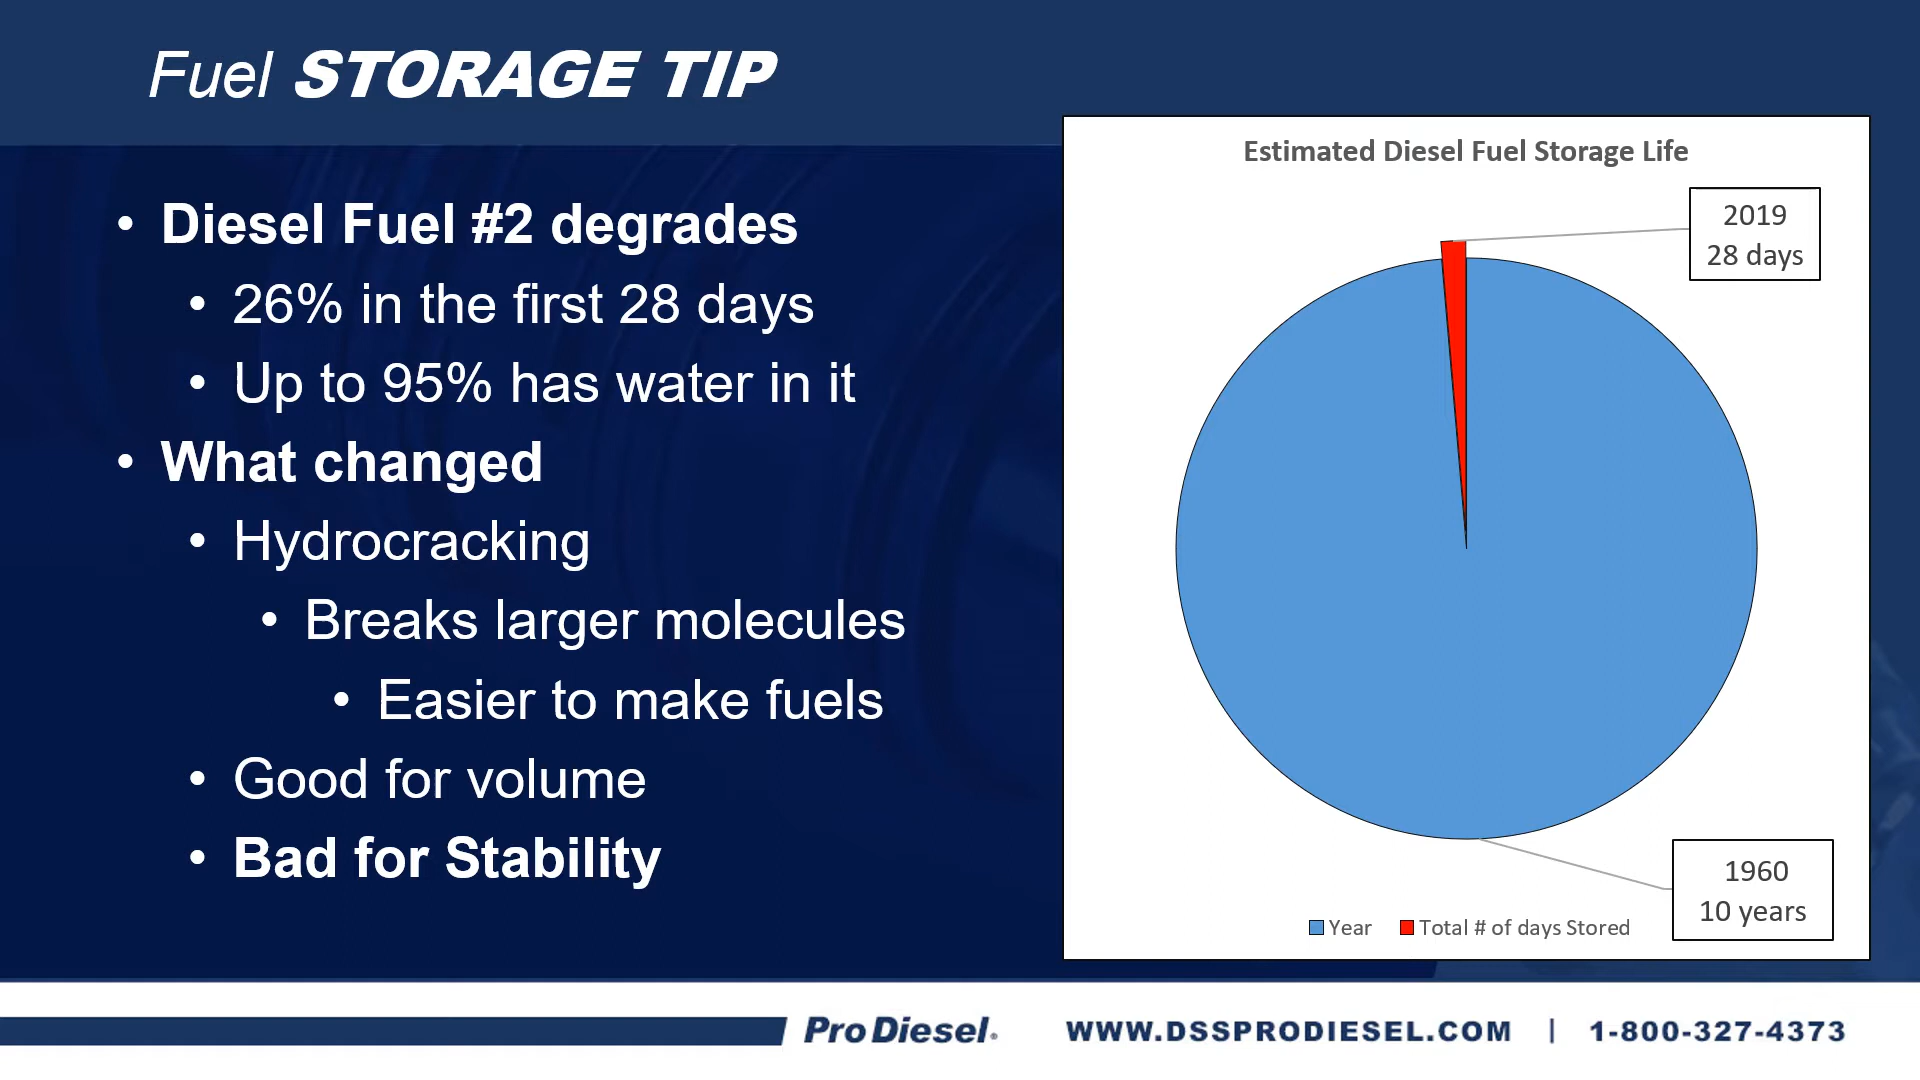 Fuel STORAGE TIP
• Diesel Fuel #2 degrades
• 26% in the first 28 days
• Up to 95% has water in it
• What changed
• Hydrocracking
• Breaks larger molecules
• Easier to make fuels
• Good for volume
• Bad for Stability
Estimated Diesel Fuel Storage Life
2019
28 days
1960
10 years
Year
Total # of days Stored
Pro Diesel®
WWW.DSSPRODIESEL.COM | 1-800-327-4373